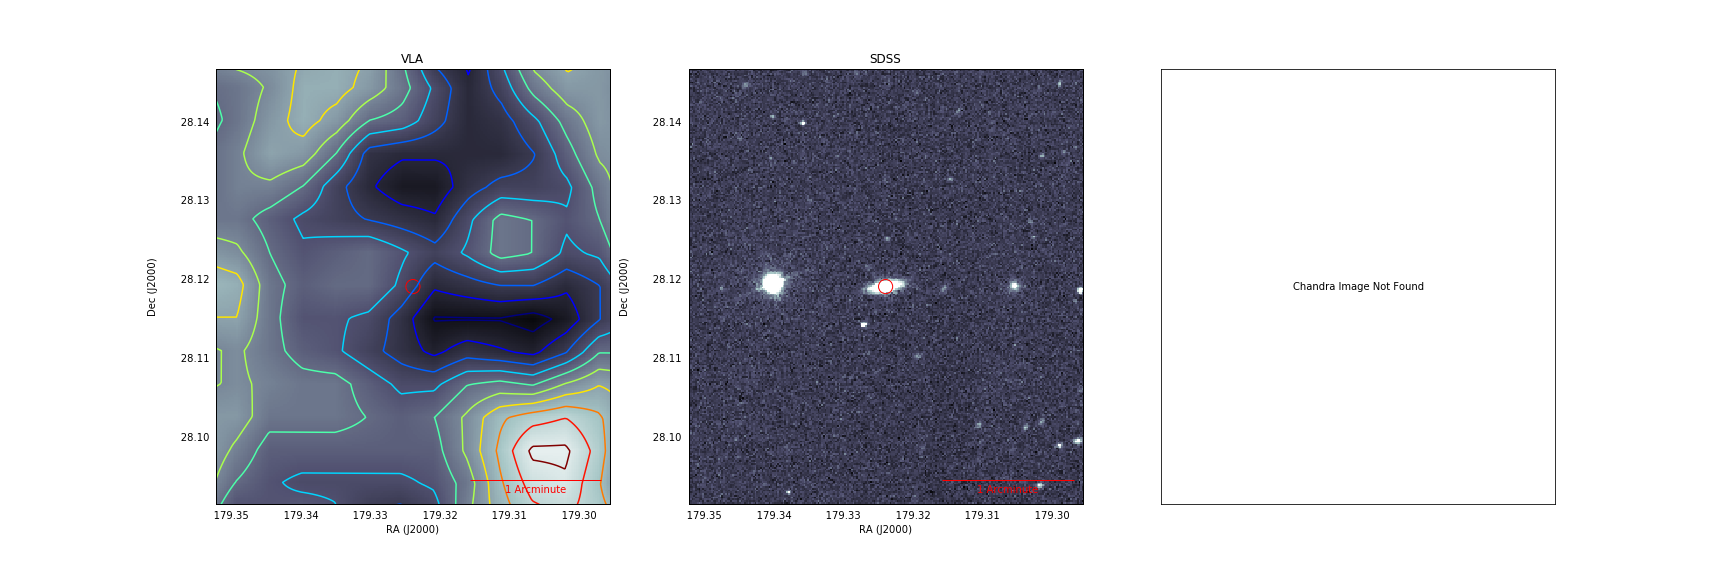 VLA
28.14
28.13
28.12
28.11
28.10
Dec (J2000)
179.35 179.34 179.33 179.32 179.31 179.30
RA (J2000)
1 Arcminute
SDSS
28.14
28.13
28.12
28.11
28.10
Dec (J2000)
179.35 179.34 179.33 179.32 179.31 179.30
RA (J2000)
1 Arcminute
Chandra Image Not Found